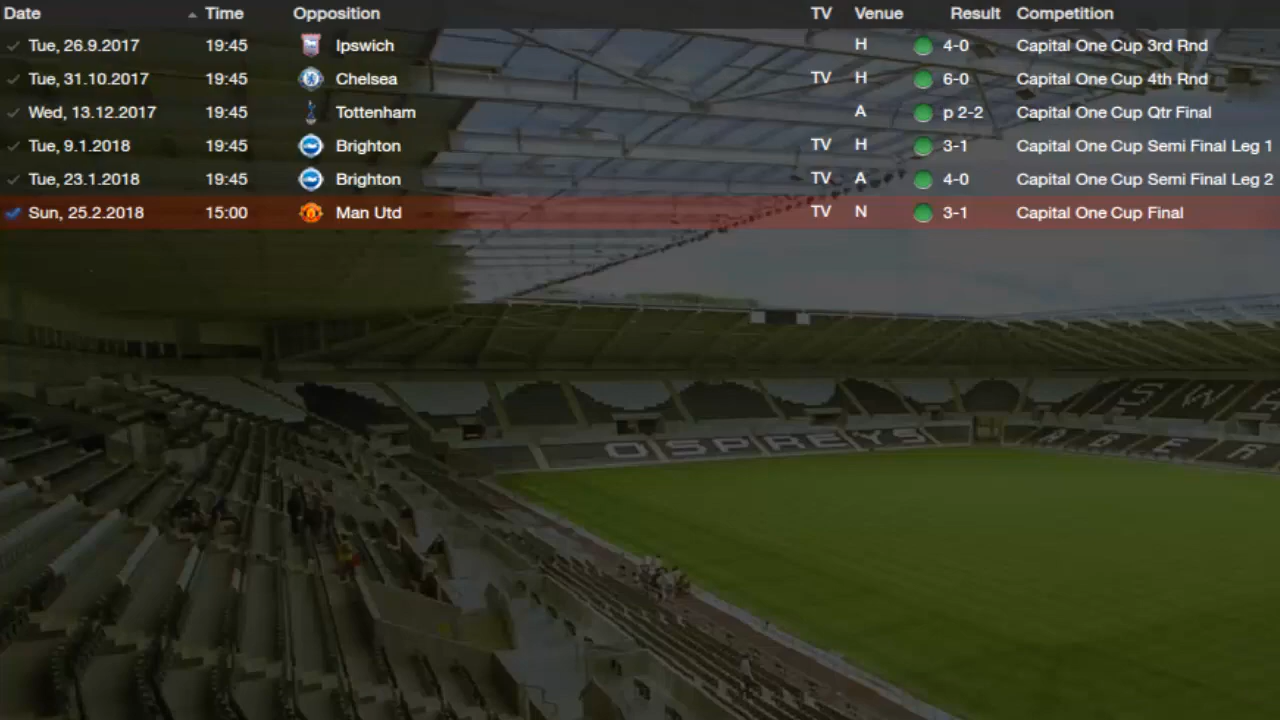 Date Time Opposition TV Venue Result Competition
Tue, 26.9.2017 19:45 Ipswich H 4-0 Capital One Cup 3rd Rnd
Tue, 31.10.2017 19:45 Chelsea TV H 6-0 Capital One Cup 4th Rnd
Wed, 13.12.2017 19:45 Tottenham A p 2-2 Capital One Cup Qtr Final
Tue, 9.1.2018 19:45 Brighton TV H 3-1 Capital One Cup Semi Final Leg 1
Tue, 23.1.2018 19:45 Brighton TV A 4-0 Capital One Cup Semi Final Leg 2
Sun, 25.2.2018 15:00 Man Utd TV N 3-1 Capital One Cup Final
SWA
OSPREYS